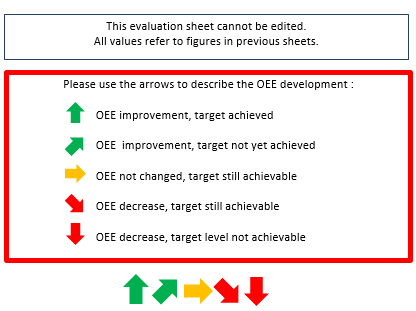 This evaluation sheet cannot be edited.
All values refer to figures in previous sheets.
Please use the arrows to describe the OEE development :
OEE improvement, target achieved
OEE  improvement, target not yet achieved
OEE not changed, target still achievable
OEE decrease, target still achievable
OEE decrease, target level not achievable